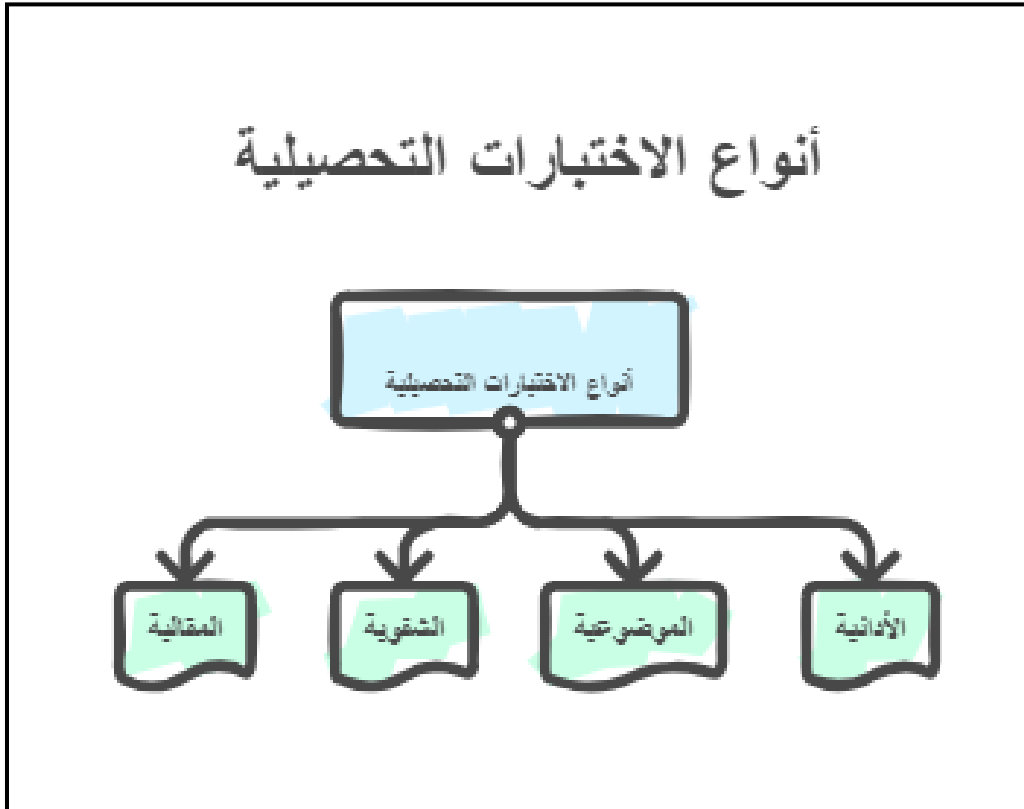 أنواع الاختبارات التحصيلية
أنواع الاختبارات التحصيلية
الأدائية
الموضوعية
الشفوية
المقالية